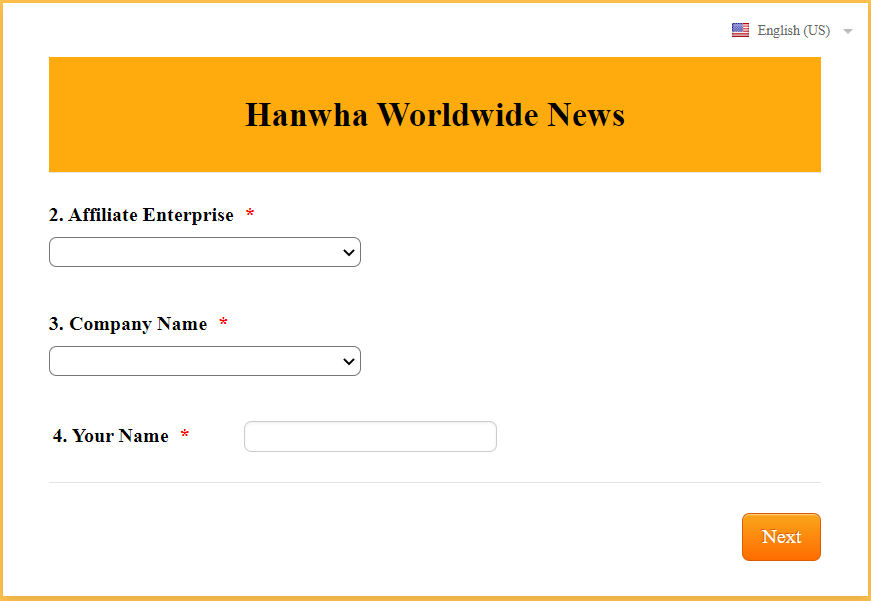 English (US)
Hanwha Worldwide News
2. Affiliate Enterprise *
3. Company Name *
4. Your Name *
Next